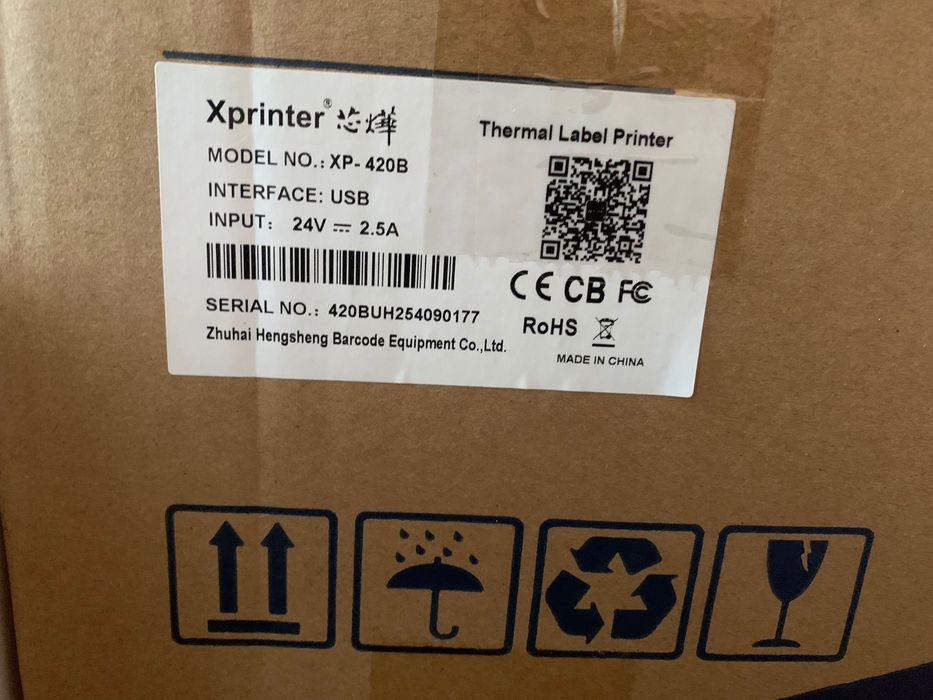 Xprinter® 芯烨
Thermal Label Printer
MODEL NO.: XP-420B
INTERFACE: USB
INPUT: 24V ⎓ 2.5A
SERIAL NO.: 420BUH254090177
Zhuhai Hengsheng Barcode Equipment Co.,Ltd.
CE CB FC
RoHS
MADE IN CHINA